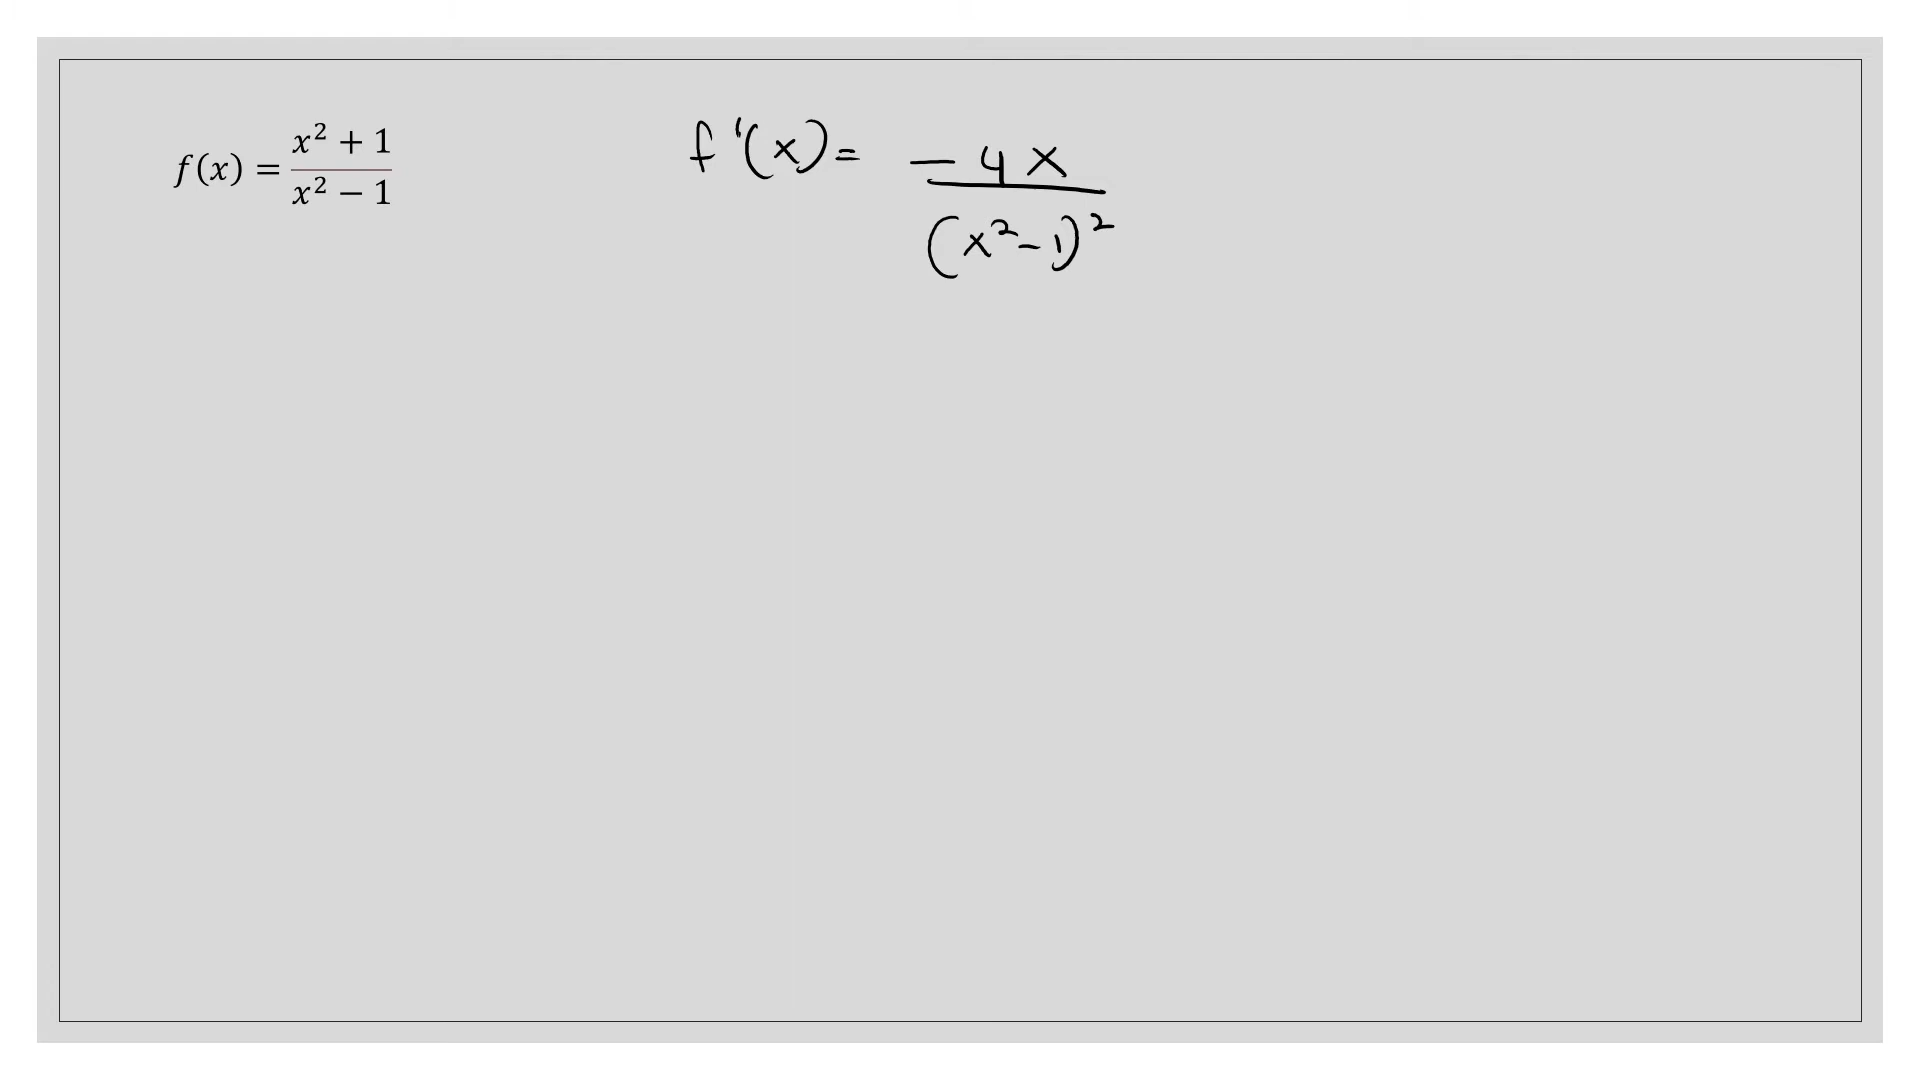 f(x) = (x² + 1)/(x² − 1)
f'(x) = −4x/(x² − 1)²